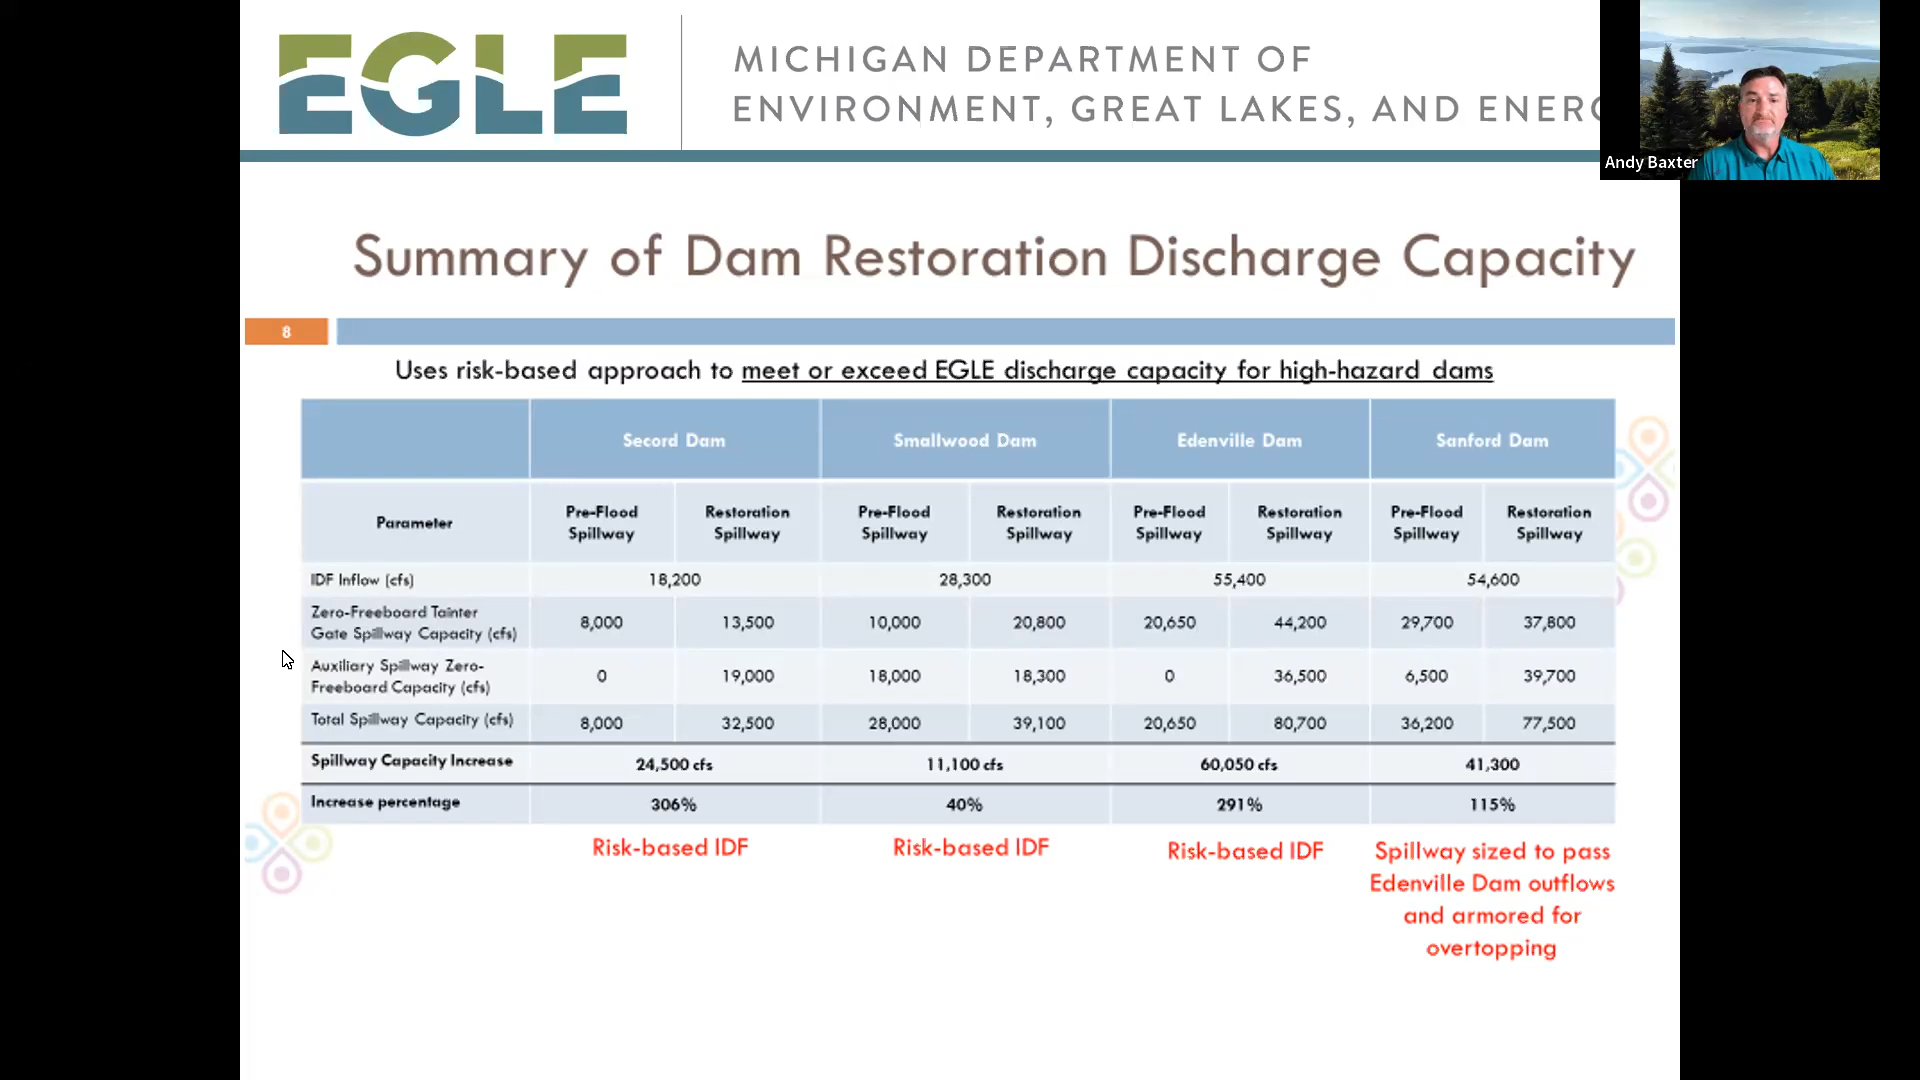 EGLE
MICHIGAN DEPARTMENT OF
ENVIRONMENT, GREAT LAKES, AND ENERG
Andy Baxter
Summary of Dam Restoration Discharge Capacity
8
Uses risk-based approach to meet or exceed EGLE discharge capacity for high-hazard dams
Secord Dam Smallwood Dam Edenville Dam Sanford Dam
Parameter Pre-Flood Spillway Restoration Spillway Pre-Flood Spillway Restoration Spillway Pre-Flood Spillway Restoration Spillway Pre-Flood Spillway Restoration Spillway
IDF Inflow (cfs) 18,200 28,300 55,400 54,600
Zero-Freeboard Tainter
Gate Spillway Capacity (cfs) 8,000 13,500 10,000 20,800 20,650 44,200 29,700 37,800
Auxiliary Spillway Zero-
Freeboard Capacity (cfs) 0 19,000 18,000 18,300 0 36,500 6,500 39,700
Total Spillway Capacity (cfs) 8,000 32,500 28,000 39,100 20,650 80,700 36,200 77,500
Spillway Capacity Increase 24,500 cfs 11,100 cfs 60,050 cfs 41,300
Increase percentage 306% 40% 291% 115%
Risk-based IDF Risk-based IDF Risk-based IDF Spillway sized to pass
Edenville Dam outflows
and armored for
overtopping